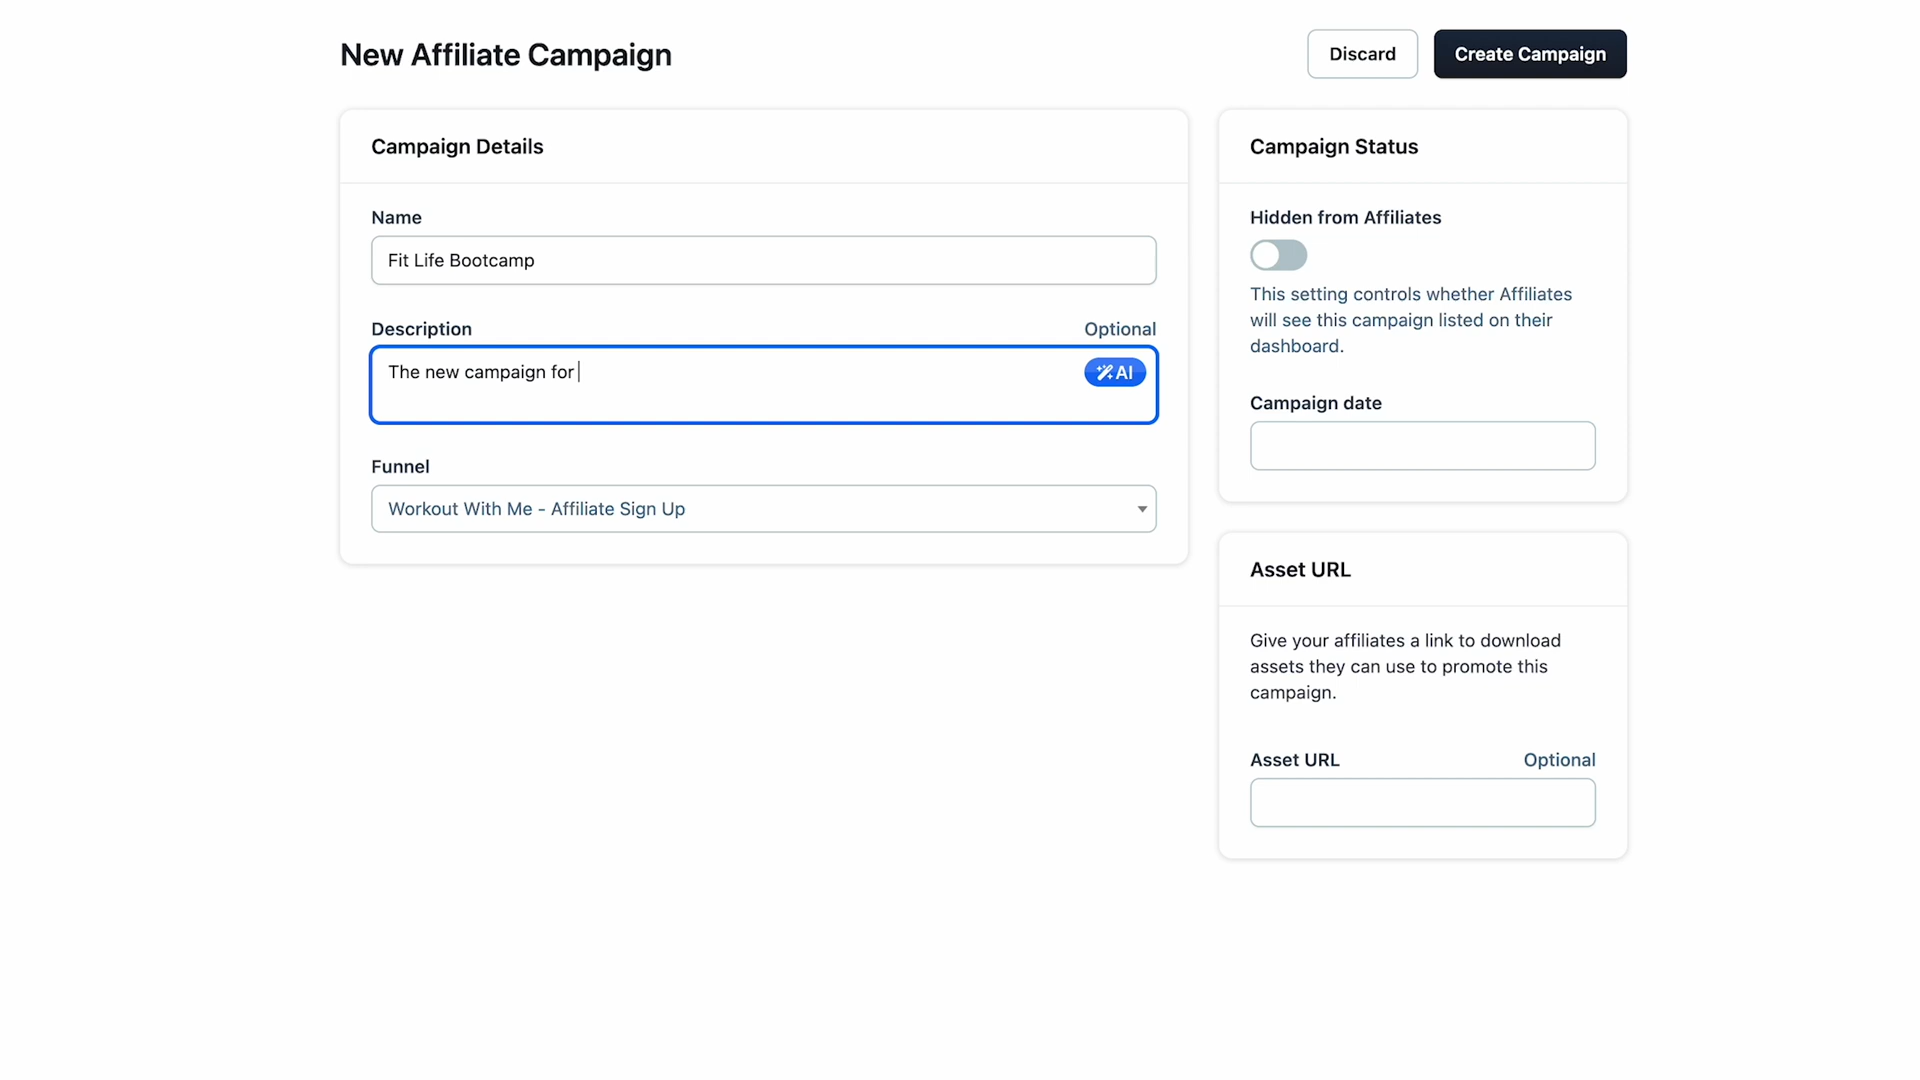 New Affiliate Campaign
Discard
Create Campaign
Campaign Details
Name
Fit Life Bootcamp
Description
Optional
The new campaign for
AI
Funnel
Workout With Me - Affiliate Sign Up
Campaign Status
Hidden from Affiliates
This setting controls whether Affiliates
will see this campaign listed on their
dashboard.
Campaign date
Asset URL
Give your affiliates a link to download
assets they can use to promote this
campaign.
Asset URL
Optional